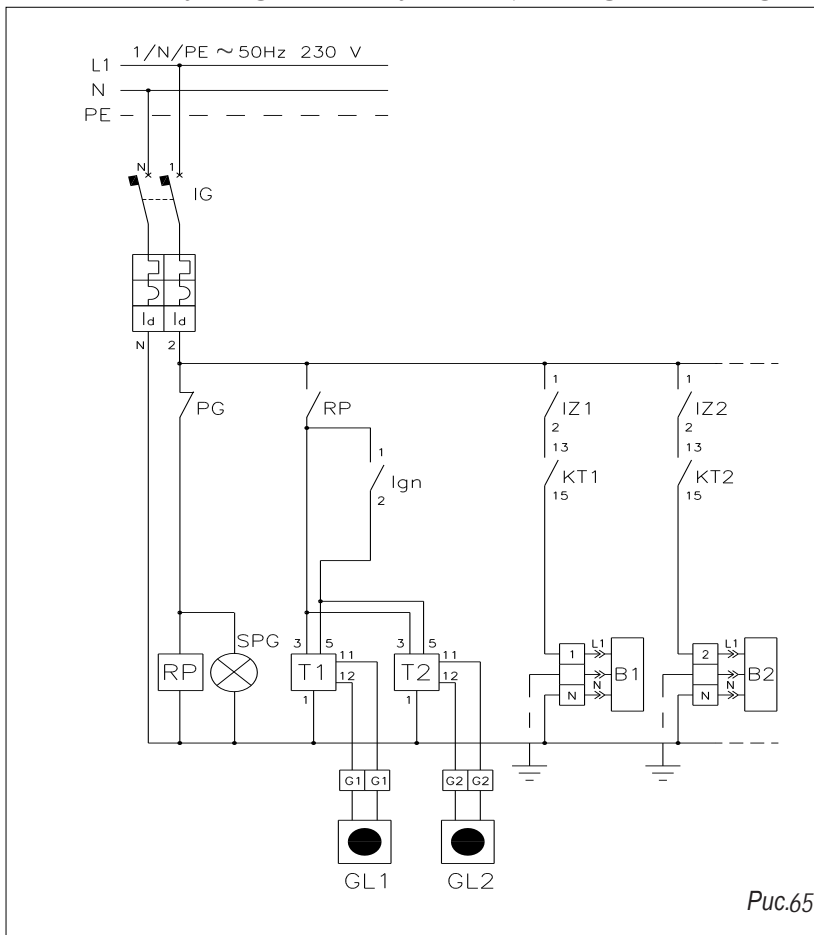 1/N/PE ~ 50Hz 230 V
L1
N
PE
N 1
IG
Id Id
N 2
1 1
PG RP IZ1 IZ2
2 2
1 13 13
Ign KT1 KT2
2 15 15
SPG
3 5 3 5 L1 L1
RP T1 11 T2 11 1 B1 2 B2
12 12 N N
1 1 N N
G1 G1 G2 G2
GL1 GL2
Рис.65